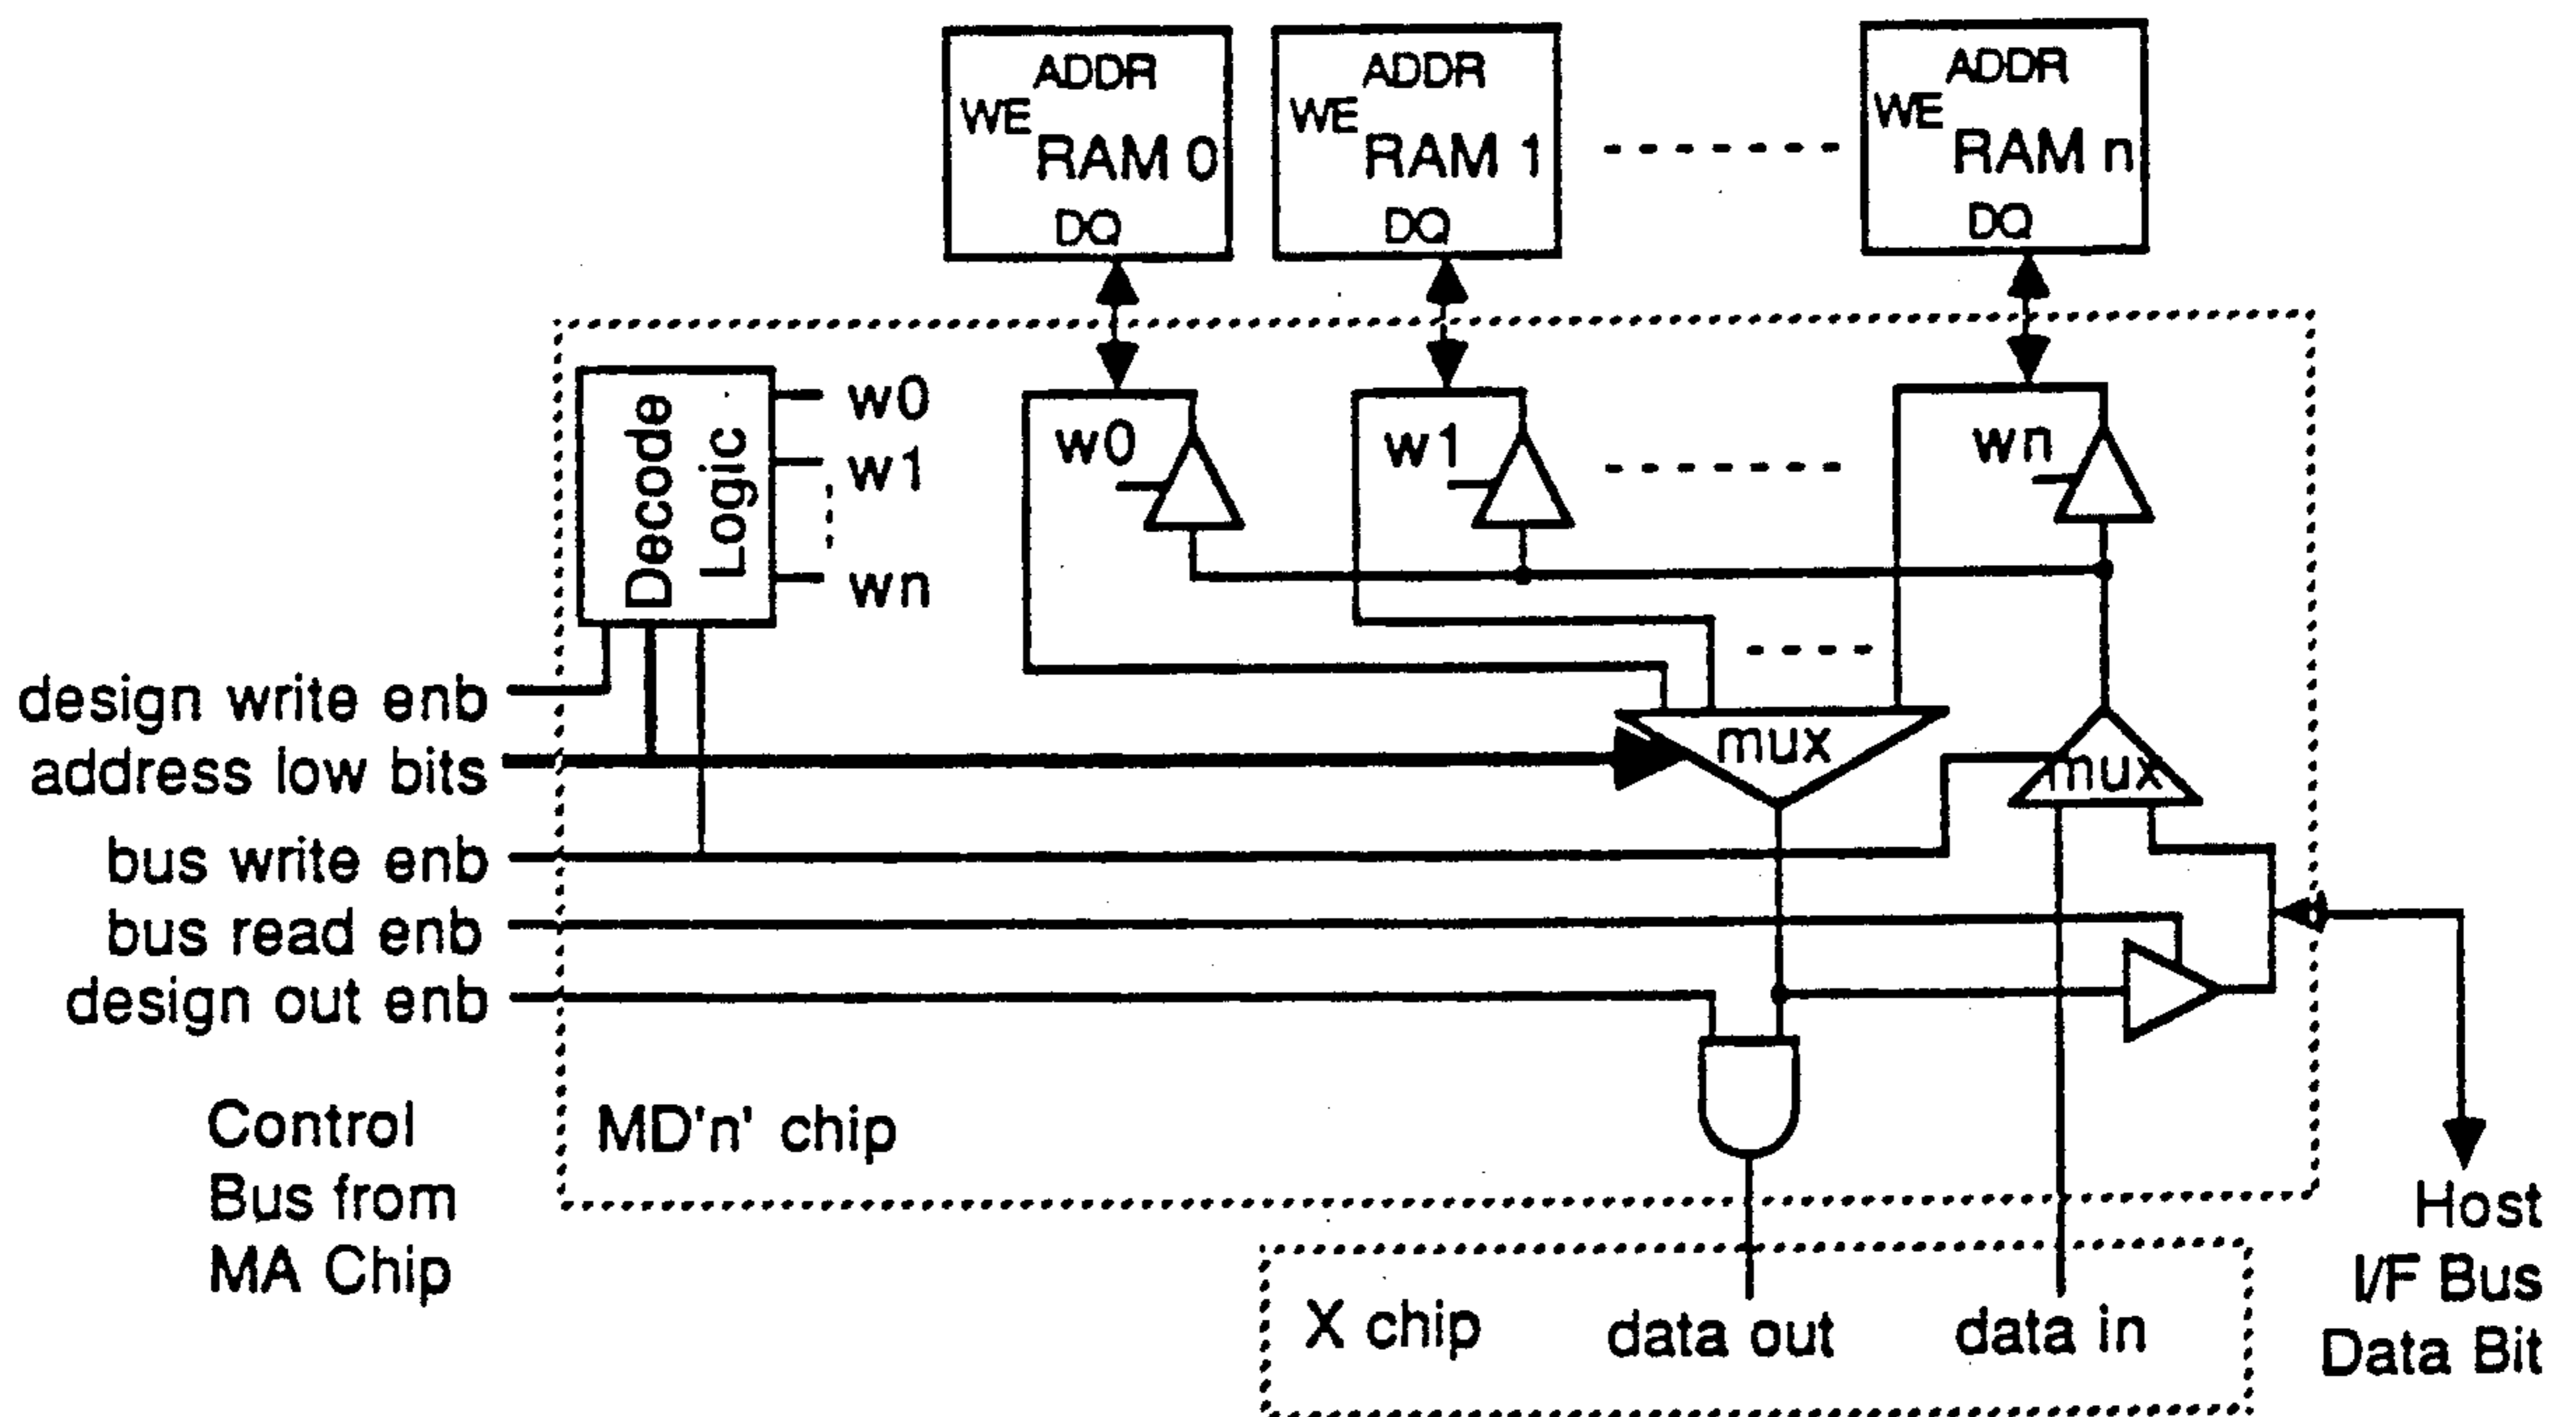 ADDR
WE
RAM 0
DQ
ADDR
WE
RAM 1
DQ
ADDR
WE
RAM n
DQ
Decode
Logic
w0
w1
wn
w0
w1
wn
design write enb
address low bits
bus write enb
bus read enb
design out enb
mux
mux
Control
Bus from
MA Chip
MD'n' chip
X chip
data out
data in
Host
I/F Bus
Data Bit